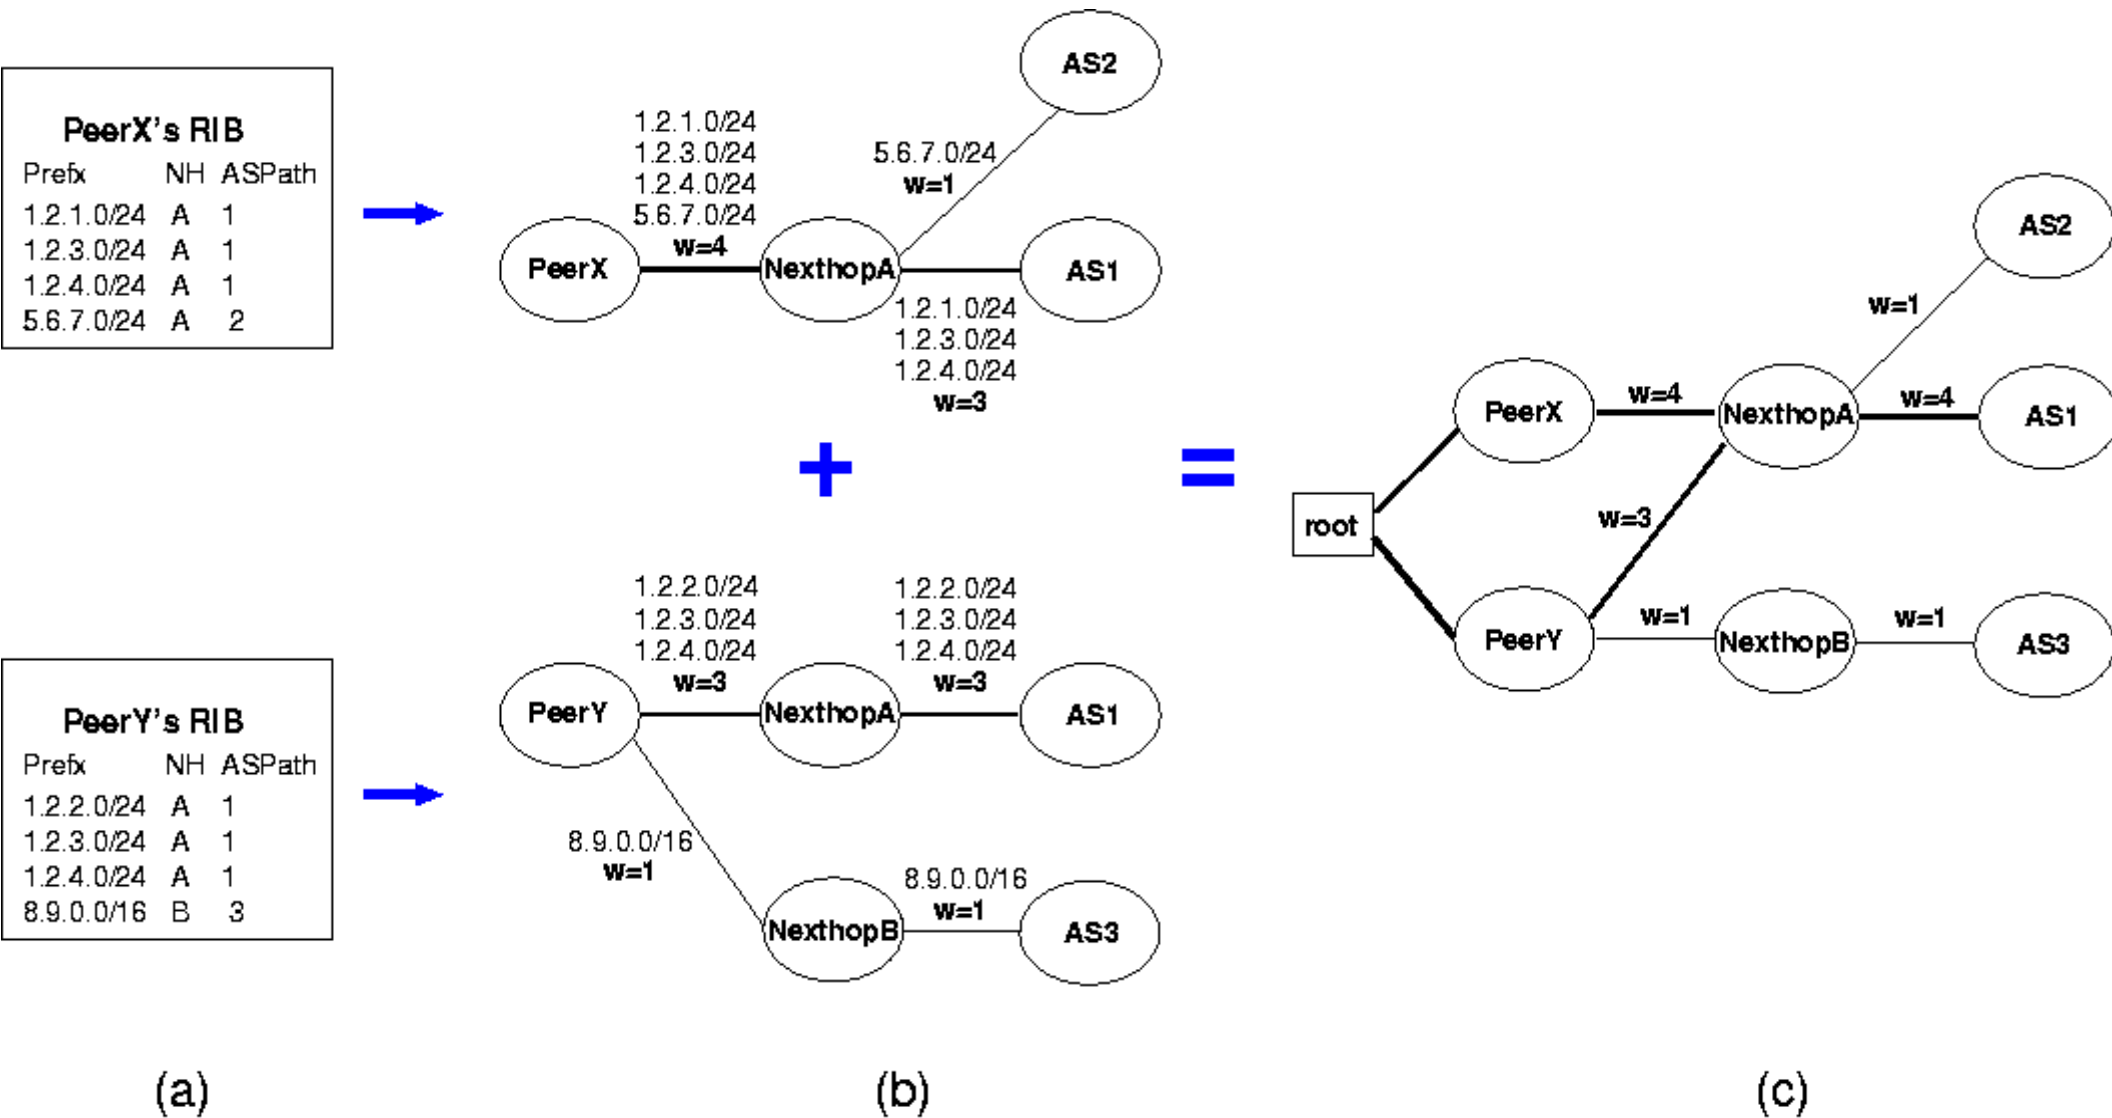 PeerX's RIB
Prefx NH ASPath
1.2.1.0/24 A 1
1.2.3.0/24 A 1
1.2.4.0/24 A 1
5.6.7.0/24 A 2
PeerY's RIB
Prefx NH ASPath
1.2.2.0/24 A 1
1.2.3.0/24 A 1
1.2.4.0/24 A 1
8.9.0.0/16 B 3
(a)
1.2.1.0/24
1.2.3.0/24
1.2.4.0/24
5.6.7.0/24
w=4
PeerX
NexthopA
5.6.7.0/24
w=1
AS2
AS1
1.2.1.0/24
1.2.3.0/24
1.2.4.0/24
w=3
+
1.2.2.0/24
1.2.3.0/24
1.2.4.0/24
w=3
1.2.2.0/24
1.2.3.0/24
1.2.4.0/24
w=3
PeerY
NexthopA
AS1
8.9.0.0/16
w=1
NexthopB
8.9.0.0/16
w=1
AS3
(b)
=
root
PeerX
w=4
NexthopA
w=1
AS2
w=4
AS1
w=3
PeerY
w=1
NexthopB
w=1
AS3
(c)